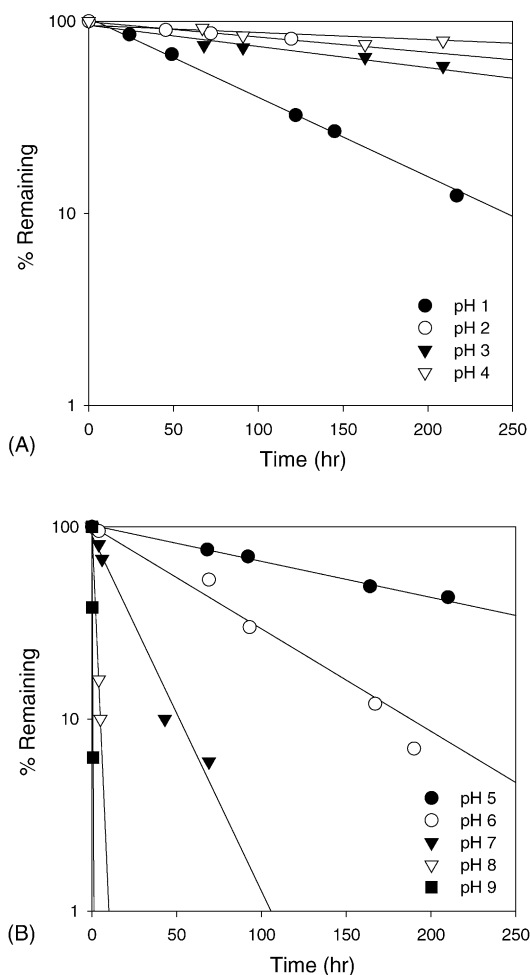 100
10
1
% Remaining
0 50 100 150 200 250
Time (hr)
pH 1
pH 2
pH 3
pH 4
(A)
100
10
1
% Remaining
0 50 100 150 200 250
Time (hr)
pH 5
pH 6
pH 7
pH 8
pH 9
(B)